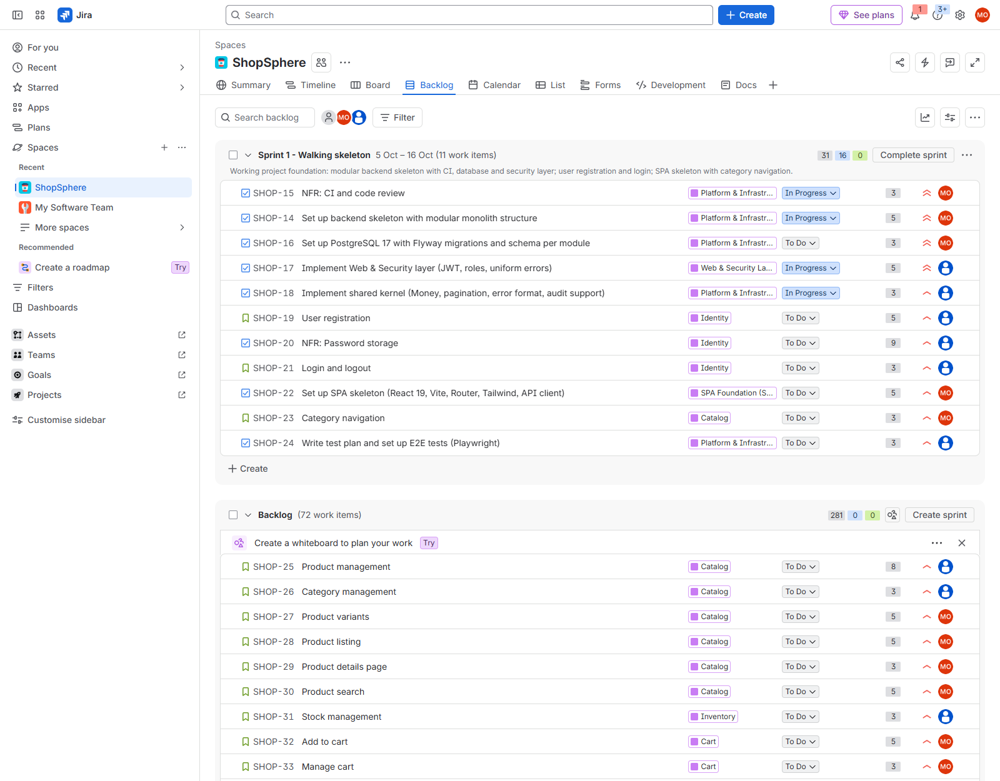 Jira
Search
Create
See plans
1
3+
MO
For you
Recent
Starred
Apps
Plans
Spaces
Recent
ShopSphere
My Software Team
More spaces
Recommended
Create a roadmap Try
Filters
Dashboards
Assets
Teams
Goals
Projects
Customise sidebar
Spaces
ShopSphere
Summary Timeline Board Backlog Calendar List Forms Development Docs
Search backlog MO Filter
Sprint 1 - Walking skeleton 5 Oct – 16 Oct (11 work items) 31 16 0 Complete sprint
Working project foundation: modular backend skeleton with CI, database and security layer; user registration and login; SPA skeleton with category navigation.
SHOP-15 NFR: CI and code review Platform & Infrastr... In Progress 3 MO
SHOP-14 Set up backend skeleton with modular monolith structure Platform & Infrastr... In Progress 5 MO
SHOP-16 Set up PostgreSQL 17 with Flyway migrations and schema per module Platform & Infrastr... To Do 3 MO
SHOP-17 Implement Web & Security layer (JWT, roles, uniform errors) Web & Security La... In Progress 5
SHOP-18 Implement shared kernel (Money, pagination, error format, audit support) Platform & Infrastr... In Progress 3
SHOP-19 User registration Identity To Do 5
SHOP-20 NFR: Password storage Identity To Do 9
SHOP-21 Login and logout Identity To Do 3
SHOP-22 Set up SPA skeleton (React 19, Vite, Router, Tailwind, API client) SPA Foundation (S... To Do 5 MO
SHOP-23 Category navigation Catalog To Do 3 MO
SHOP-24 Write test plan and set up E2E tests (Playwright) Platform & Infrastr... To Do 3
Create
Backlog (72 work items) 281 0 0 Create sprint
Create a whiteboard to plan your work Try
SHOP-25 Product management Catalog To Do 8
SHOP-26 Category management Catalog To Do 3
SHOP-27 Product variants Catalog To Do 5 MO
SHOP-28 Product listing Catalog To Do 5 MO
SHOP-29 Product details page Catalog To Do 3 MO
SHOP-30 Product search Catalog To Do 5 MO
SHOP-31 Stock management Inventory To Do 3
SHOP-32 Add to cart Cart To Do 5 MO
SHOP-33 Manage cart Cart To Do 3 MO